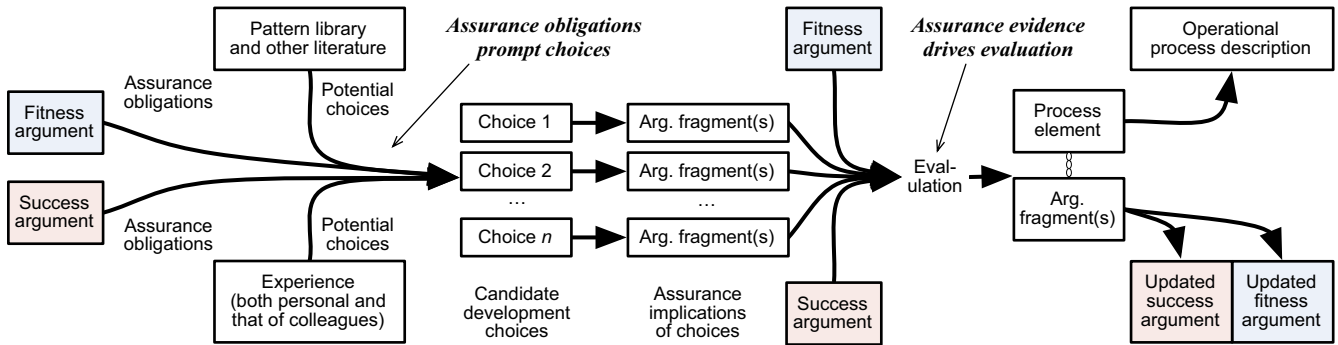 Pattern library
and other literature
Assurance obligations
prompt choices
Fitness
argument
Assurance evidence
drives evaluation
Operational
process description
Assurance
obligations
Potential
choices
Fitness
argument
Choice 1
Arg. fragment(s)
Process
element
Choice 2
Arg. fragment(s)
Eval-
uation
Success
argument
...
...
Arg.
fragment(s)
Assurance
obligations
Potential
choices
Choice n
Arg. fragment(s)
Experience
(both personal and
that of colleagues)
Candidate
development
choices
Assurance
implications
of choices
Success
argument
Updated
success
argument
Updated
fitness
argument